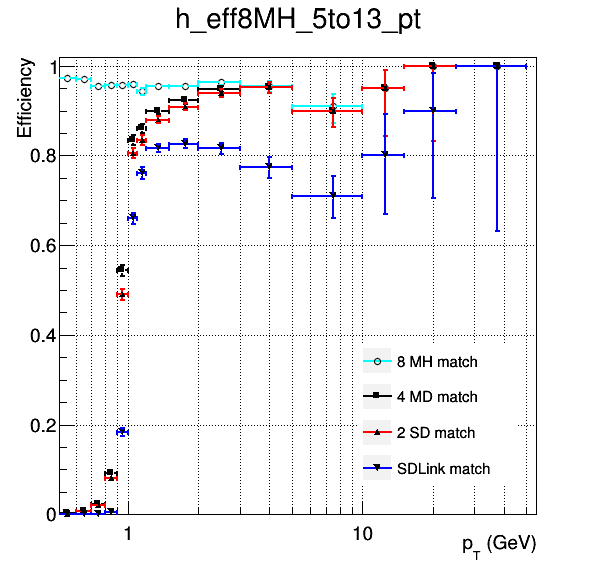 h_eff8MH_5to13_pt
Efficiency
1
0.8
0.6
0.4
0.2
0
8 MH match
4 MD match
2 SD match
SDLink match
1
10
p_T (GeV)